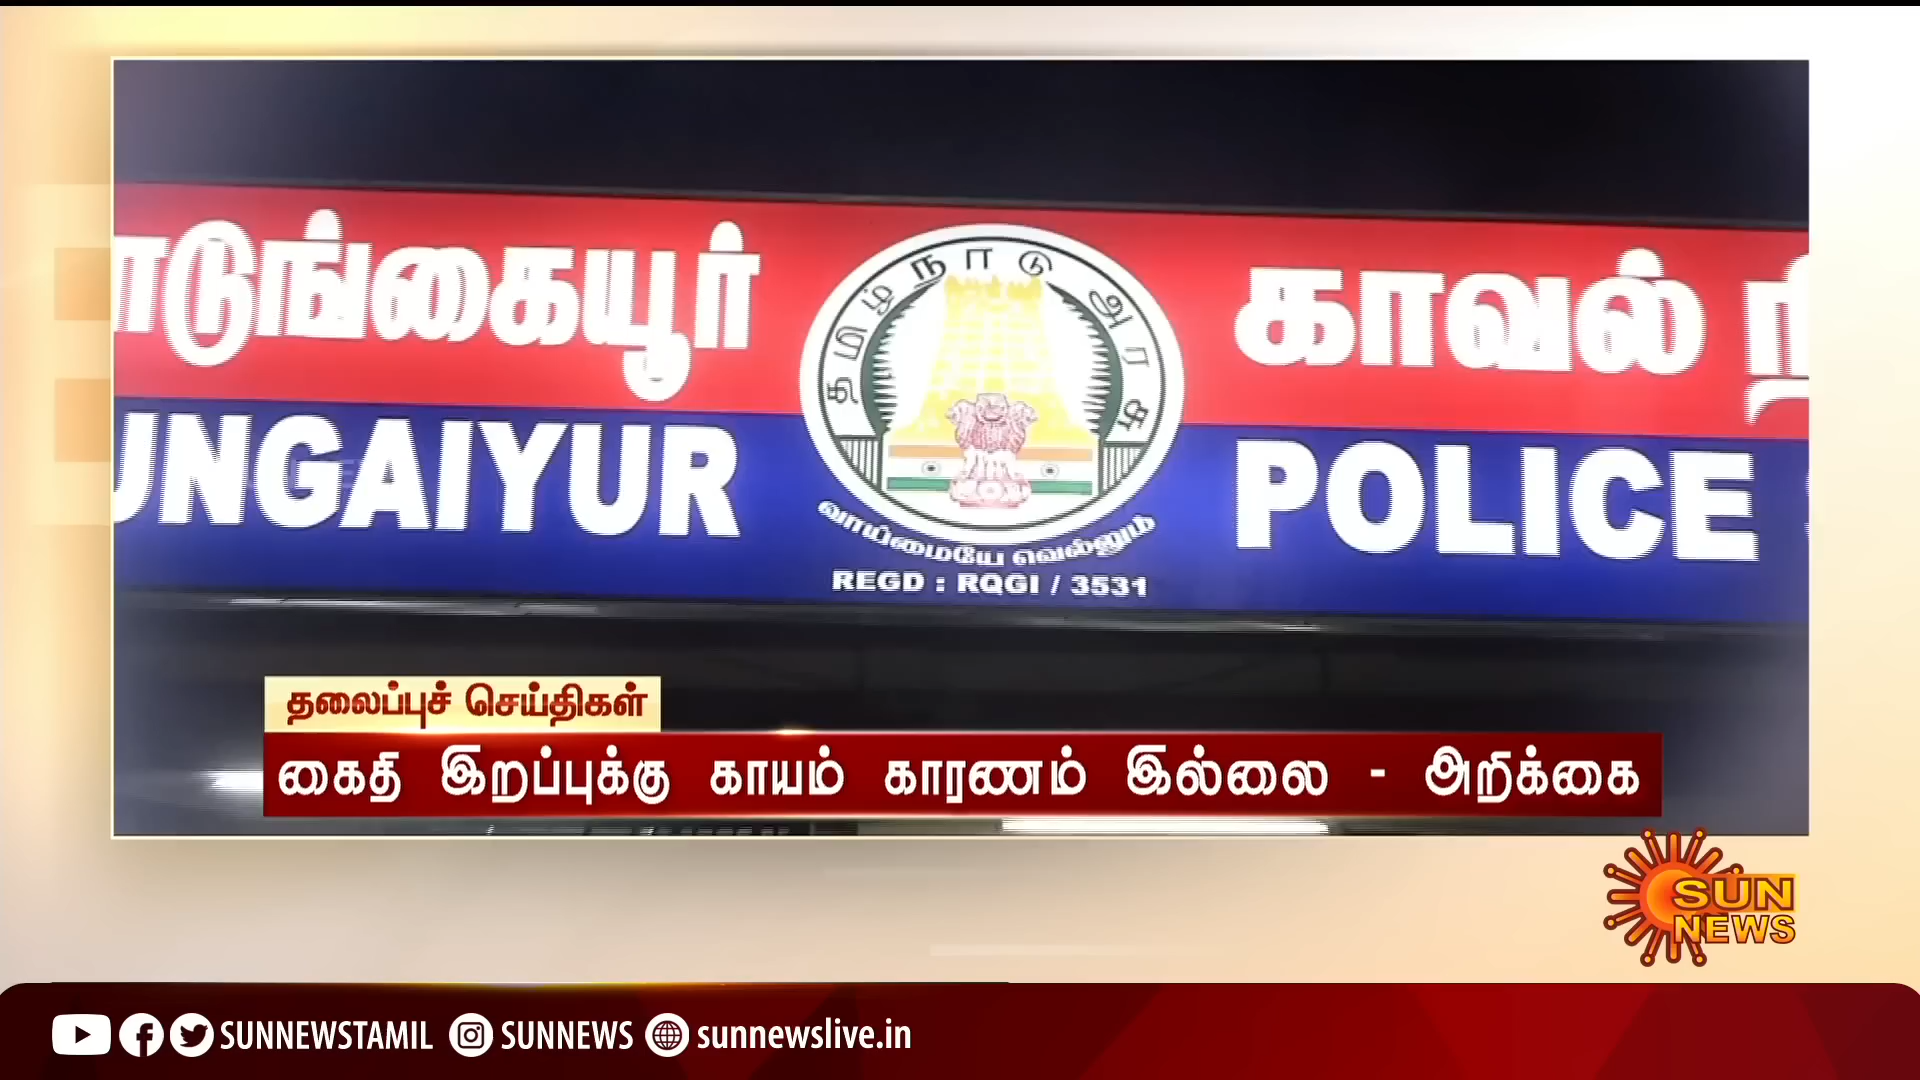 ாடுங்கையூர்
காவல் நி
தமிழ்நாடு அரசு
UNGAIYUR
POLICE
வாய்மையே வெல்லும்
REGD : RQGI / 3531
தலைப்புச் செய்திகள்
கைதி இறப்புக்கு காயம் காரணம் இல்லை - அறிக்கை
SUN
NEWS
SUNNEWSTAMIL SUNNEWS sunnewslive.in